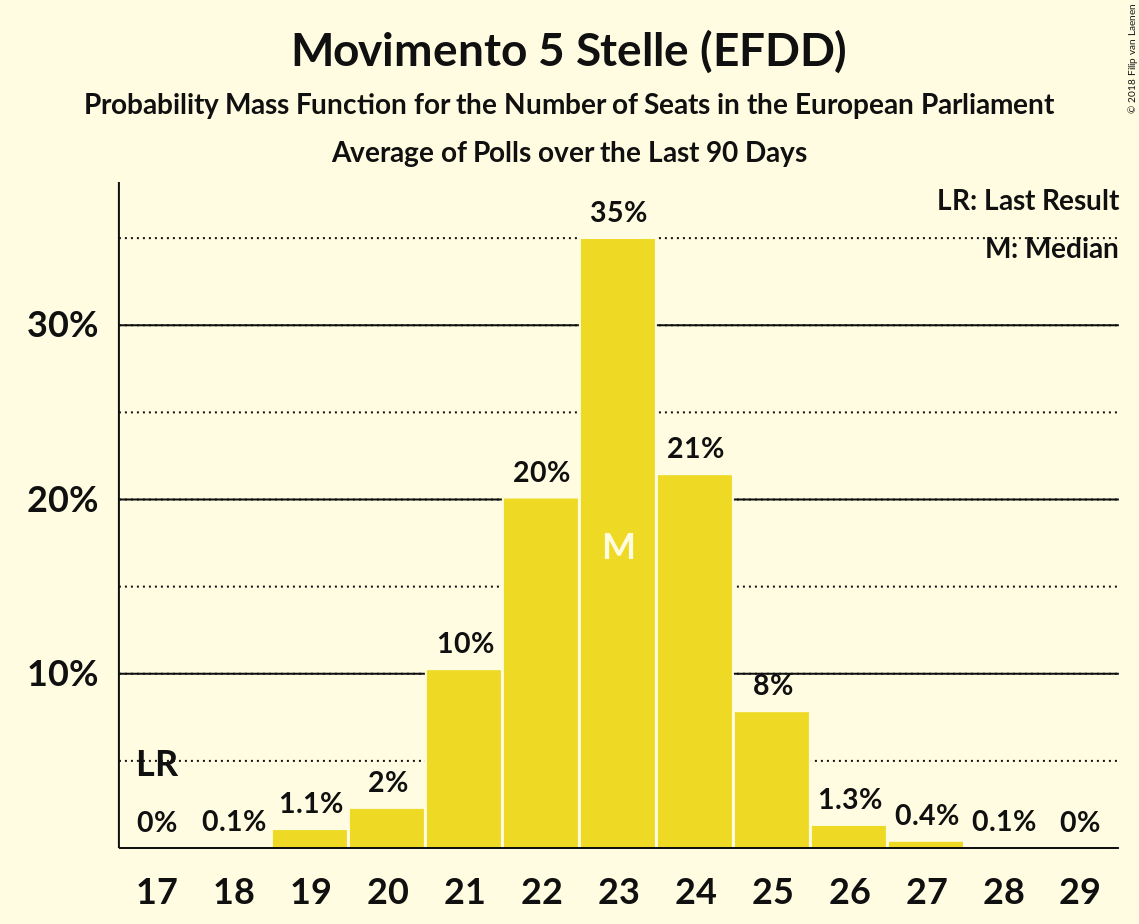 Movimento 5 Stelle (EFDD)
Probability Mass Function for the Number of Seats in the European Parliament
Average of Polls over the Last 90 Days
© 2018 Filip van Laenen
LR: Last Result
M: Median
35%
30%
21%
20%
20%
M
10%
10%
8%
LR
2%
1.1%
1.3%
0.4%
0%
0.1%
0.1%
0%
17 18 19 20 21 22 23 24 25 26 27 28 29